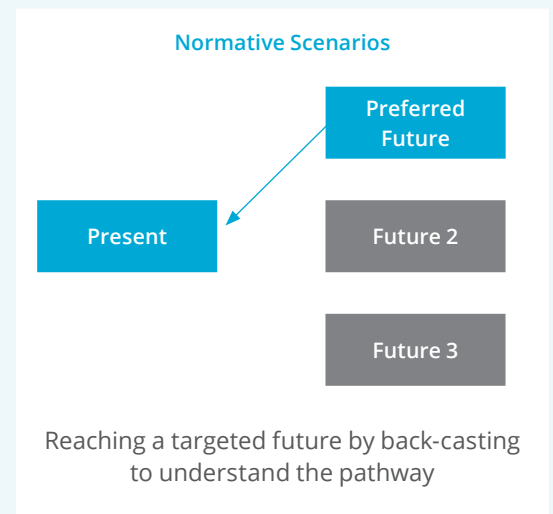 Normative Scenarios
Preferred
Future
Present
Future 2
Future 3
Reaching a targeted future by back-casting
to understand the pathway